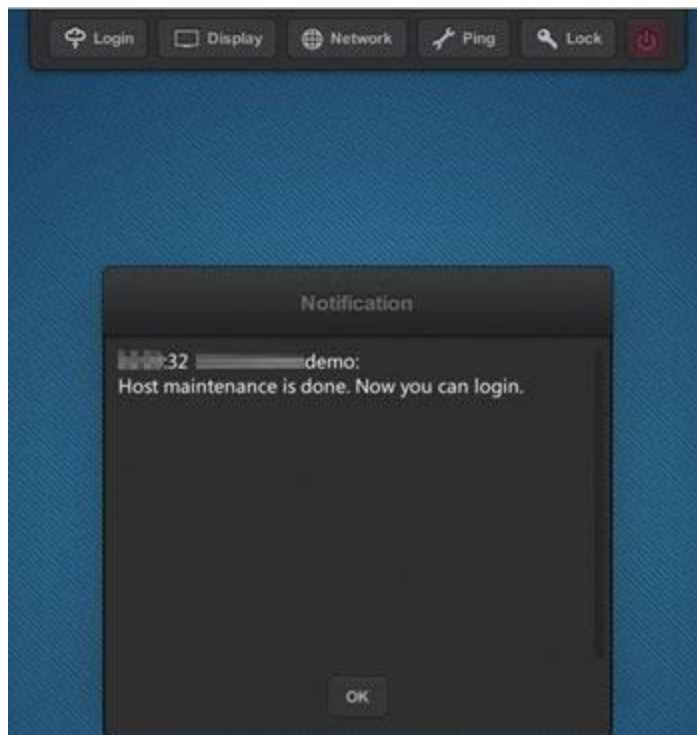 Login Display Network Ping Lock
Notification
:32 demo:
Host maintenance is done. Now you can login.
OK